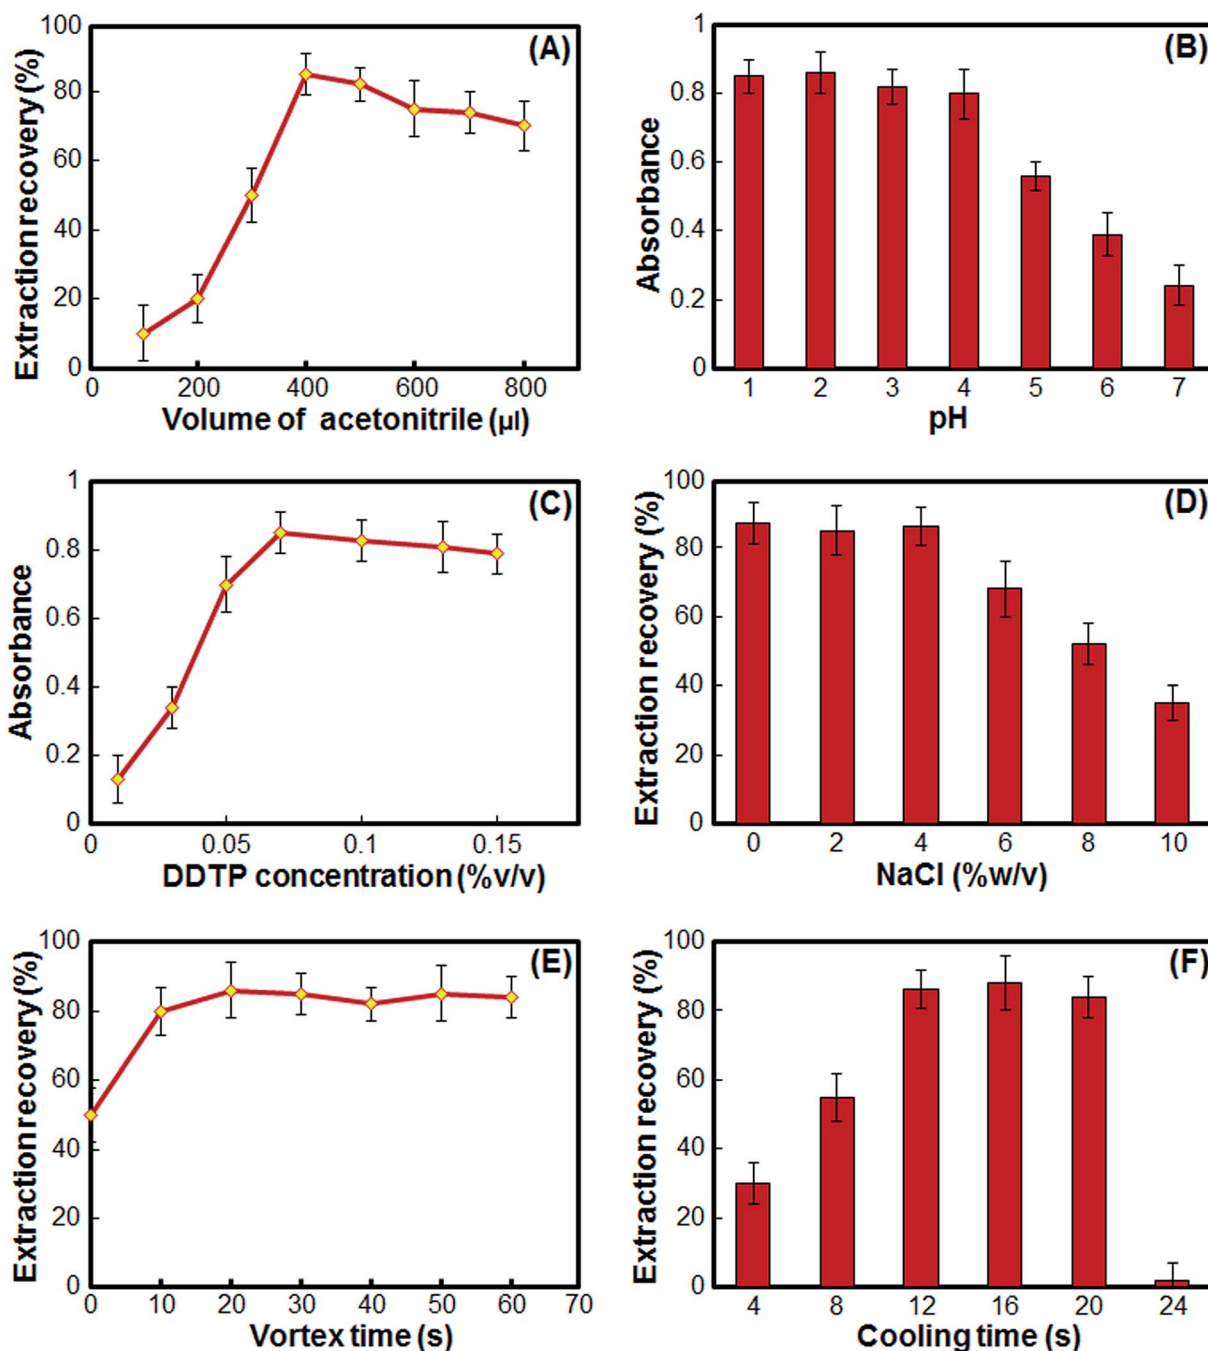 (A)
Extraction recovery (%)
100
80
60
40
20
0
0 200 400 600 800
Volume of acetonitrile (µl)
(B)
Absorbance
1
0.8
0.6
0.4
0.2
0
1 2 3 4 5 6 7
pH
(C)
Absorbance
1
0.8
0.6
0.4
0.2
0
0 0.05 0.1 0.15
DDTP concentration (%v/v)
(D)
Extraction recovery (%)
100
80
60
40
20
0
0 2 4 6 8 10
NaCl (%w/v)
(E)
Extraction recovery (%)
100
80
60
40
20
0
0 10 20 30 40 50 60 70
Vortex time (s)
(F)
Extraction recovery (%)
100
80
60
40
20
0
4 8 12 16 20 24
Cooling time (s)